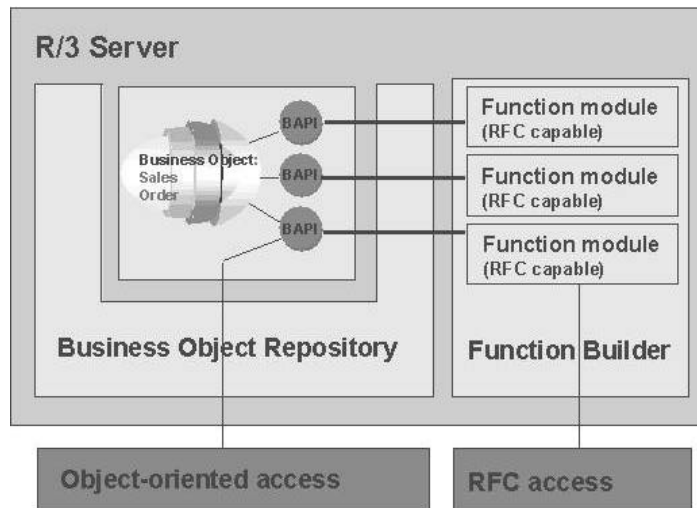 R/3 Server
Business Object:
Sales
Order
BAPI
BAPI
BAPI
Business Object Repository
Function module
(RFC capable)
Function module
(RFC capable)
Function module
(RFC capable)
Function Builder
Object-oriented access
RFC access